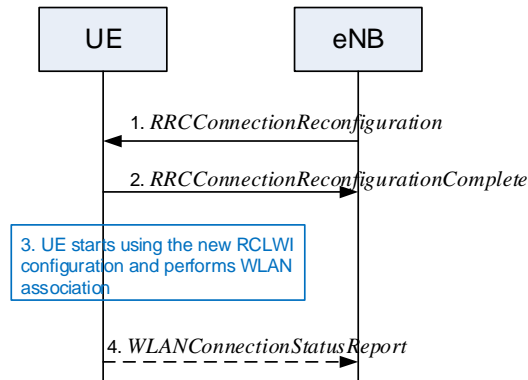 UE
eNB
1. RRCConnectionReconfiguration
2. RRCConnectionReconfigurationComplete
3. UE starts using the new RCLWI
configuration and performs WLAN
association
4. WLANConnectionStatusReport